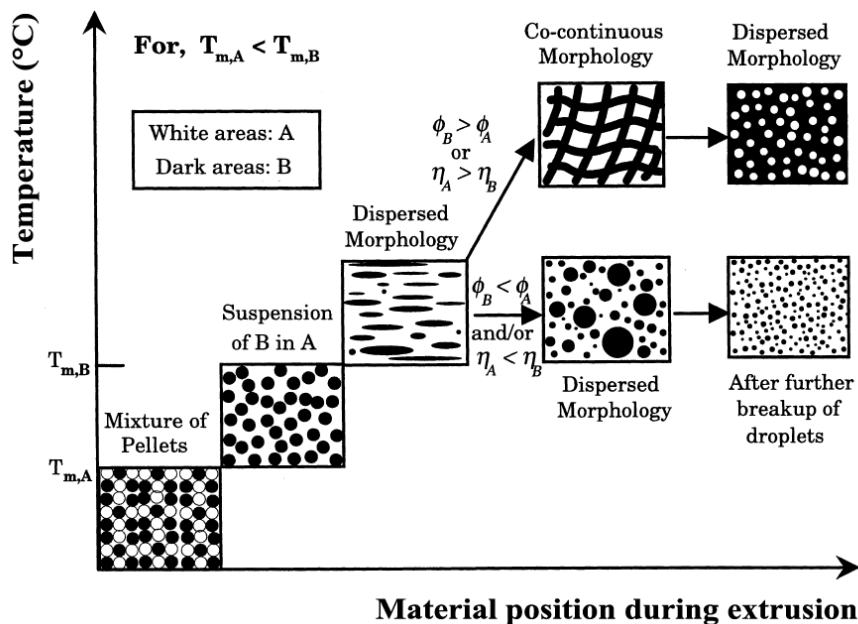 Temperature (°C)
For, Tm,A < Tm,B
White areas: A
Dark areas: B
Co-continuous
Morphology
Dispersed
Morphology
ϕB > ϕA
or
ηA > ηB
Dispersed
Morphology
ϕB < ϕA
and/or
ηA < ηB
Suspension
of B in A
Dispersed
Morphology
After further
breakup of
droplets
Tm,B
Mixture of
Pellets
Tm,A
Material position during extrusion